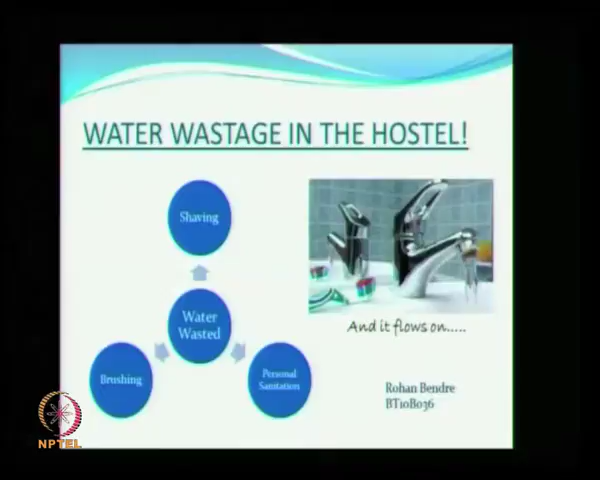 WATER WASTAGE IN THE HOSTEL!
Shaving
Water
Wasted
Brushing
Personal
Sanitation
And it flows on.....
Rohan Bendre
BT10B036
NPTEL